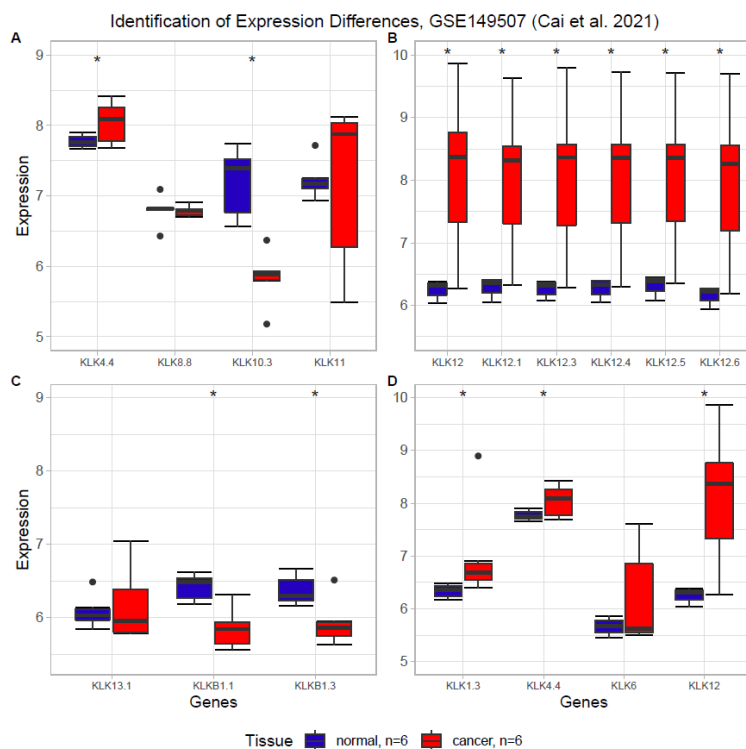 Identification of Expression Differences, GSE149507 (Cai et al. 2021)
A
*
*
9
8
7
6
5
Expression
KLK4.4 KLK8.8 KLK10.3 KLK11
B
* * * * * *
10
9
8
7
6
KLK12 KLK12.1 KLK12.3 KLK12.4 KLK12.5 KLK12.6
C
* *
9
8
7
6
Expression
KLK13.1 KLKB1.1 KLKB1.3
Genes
D
* * *
10
9
8
7
6
5
KLK1.3 KLK4.4 KLK6 KLK12
Genes
Tissue normal, n=6 cancer, n=6